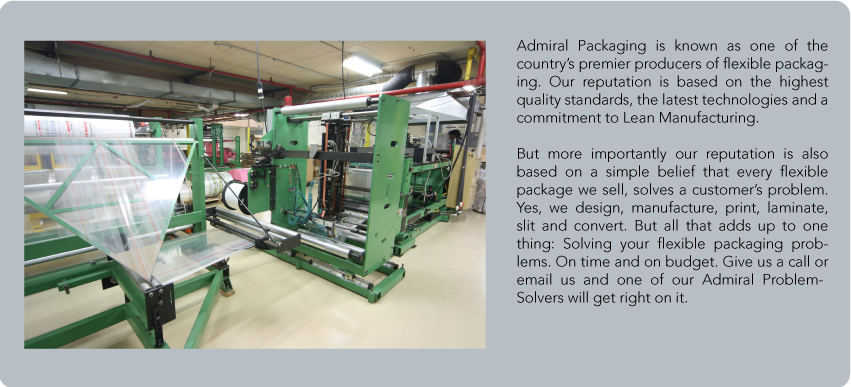 Admiral Packaging is known as one of the
country’s premier producers of flexible packag-
ing. Our reputation is based on the highest
quality standards, the latest technologies and a
commitment to Lean Manufacturing.
But more importantly our reputation is also
based on a simple belief that every flexible
package we sell, solves a customer’s problem.
Yes, we design, manufacture, print, laminate,
slit and convert. But all that adds up to one
thing: Solving your flexible packaging prob-
lems. On time and on budget. Give us a call or
email us and one of our Admiral Problem-
Solvers will get right on it.